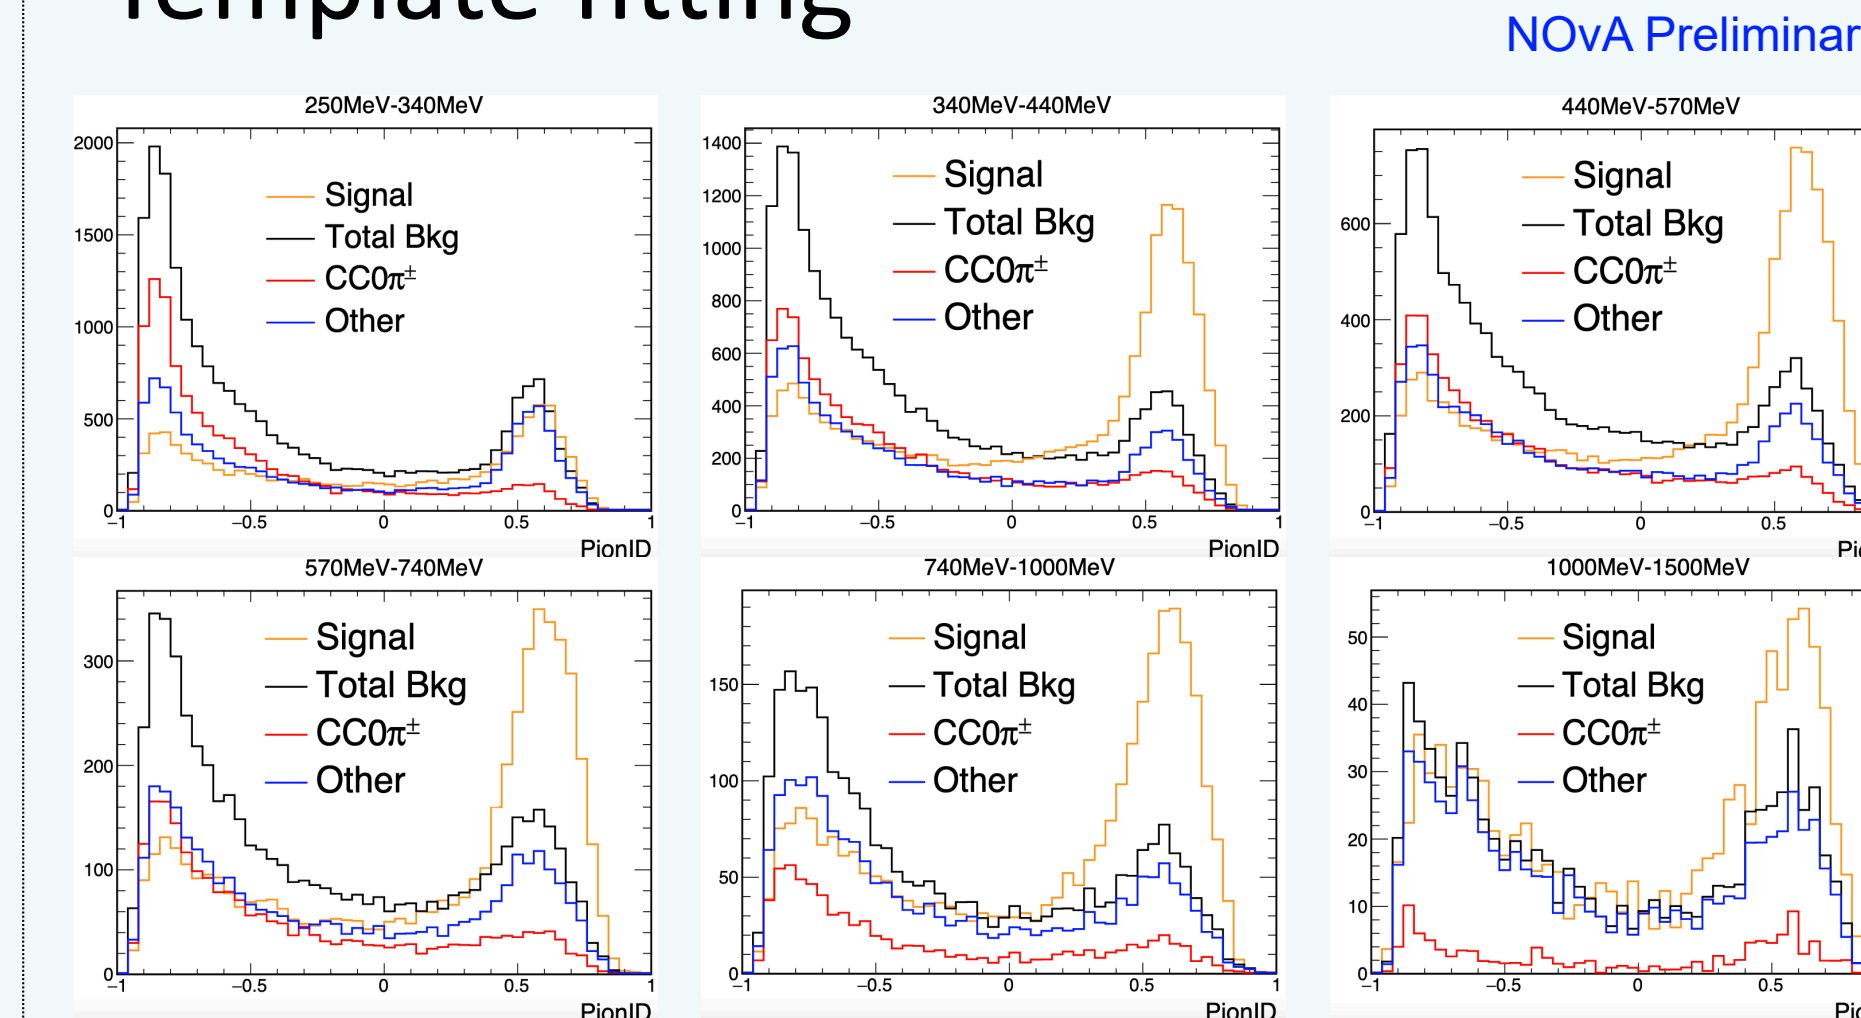 Template fitting
NOvA Preliminar
250MeV-340MeV
2000
1500
1000
500
0
Signal
Total Bkg
CC0π±
Other
−1 −0.5 0 0.5 1
PionID
340MeV-440MeV
1400
1200
1000
800
600
400
200
0
Signal
Total Bkg
CC0π±
Other
−1 −0.5 0 0.5 1
PionID
440MeV-570MeV
600
400
200
0
Signal
Total Bkg
CC0π±
Other
−1 −0.5 0 0.5
Pi
570MeV-740MeV
300
200
100
0
Signal
Total Bkg
CC0π±
Other
−1 −0.5 0 0.5 1
PionID
740MeV-1000MeV
150
100
50
0
Signal
Total Bkg
CC0π±
Other
−1 −0.5 0 0.5 1
PionID
1000MeV-1500MeV
50
40
30
20
10
0
Signal
Total Bkg
CC0π±
Other
−1 −0.5 0 0.5
Pi